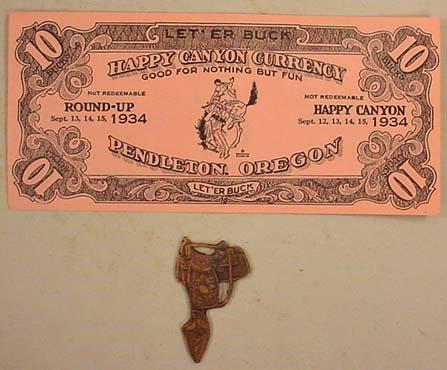 10 LET'ER BUCK 10
HAPPY CANYON CURRENCY
GOOD FOR NOTHING BUT FUN
NOT REDEEMABLE
ROUND-UP
Sept. 13, 14, 15, 1934
NOT REDEEMABLE
HAPPY CANYON
Sept. 12, 13, 14, 15, 1934
PENDLETON, OREGON
10 LET'ER BUCK 10